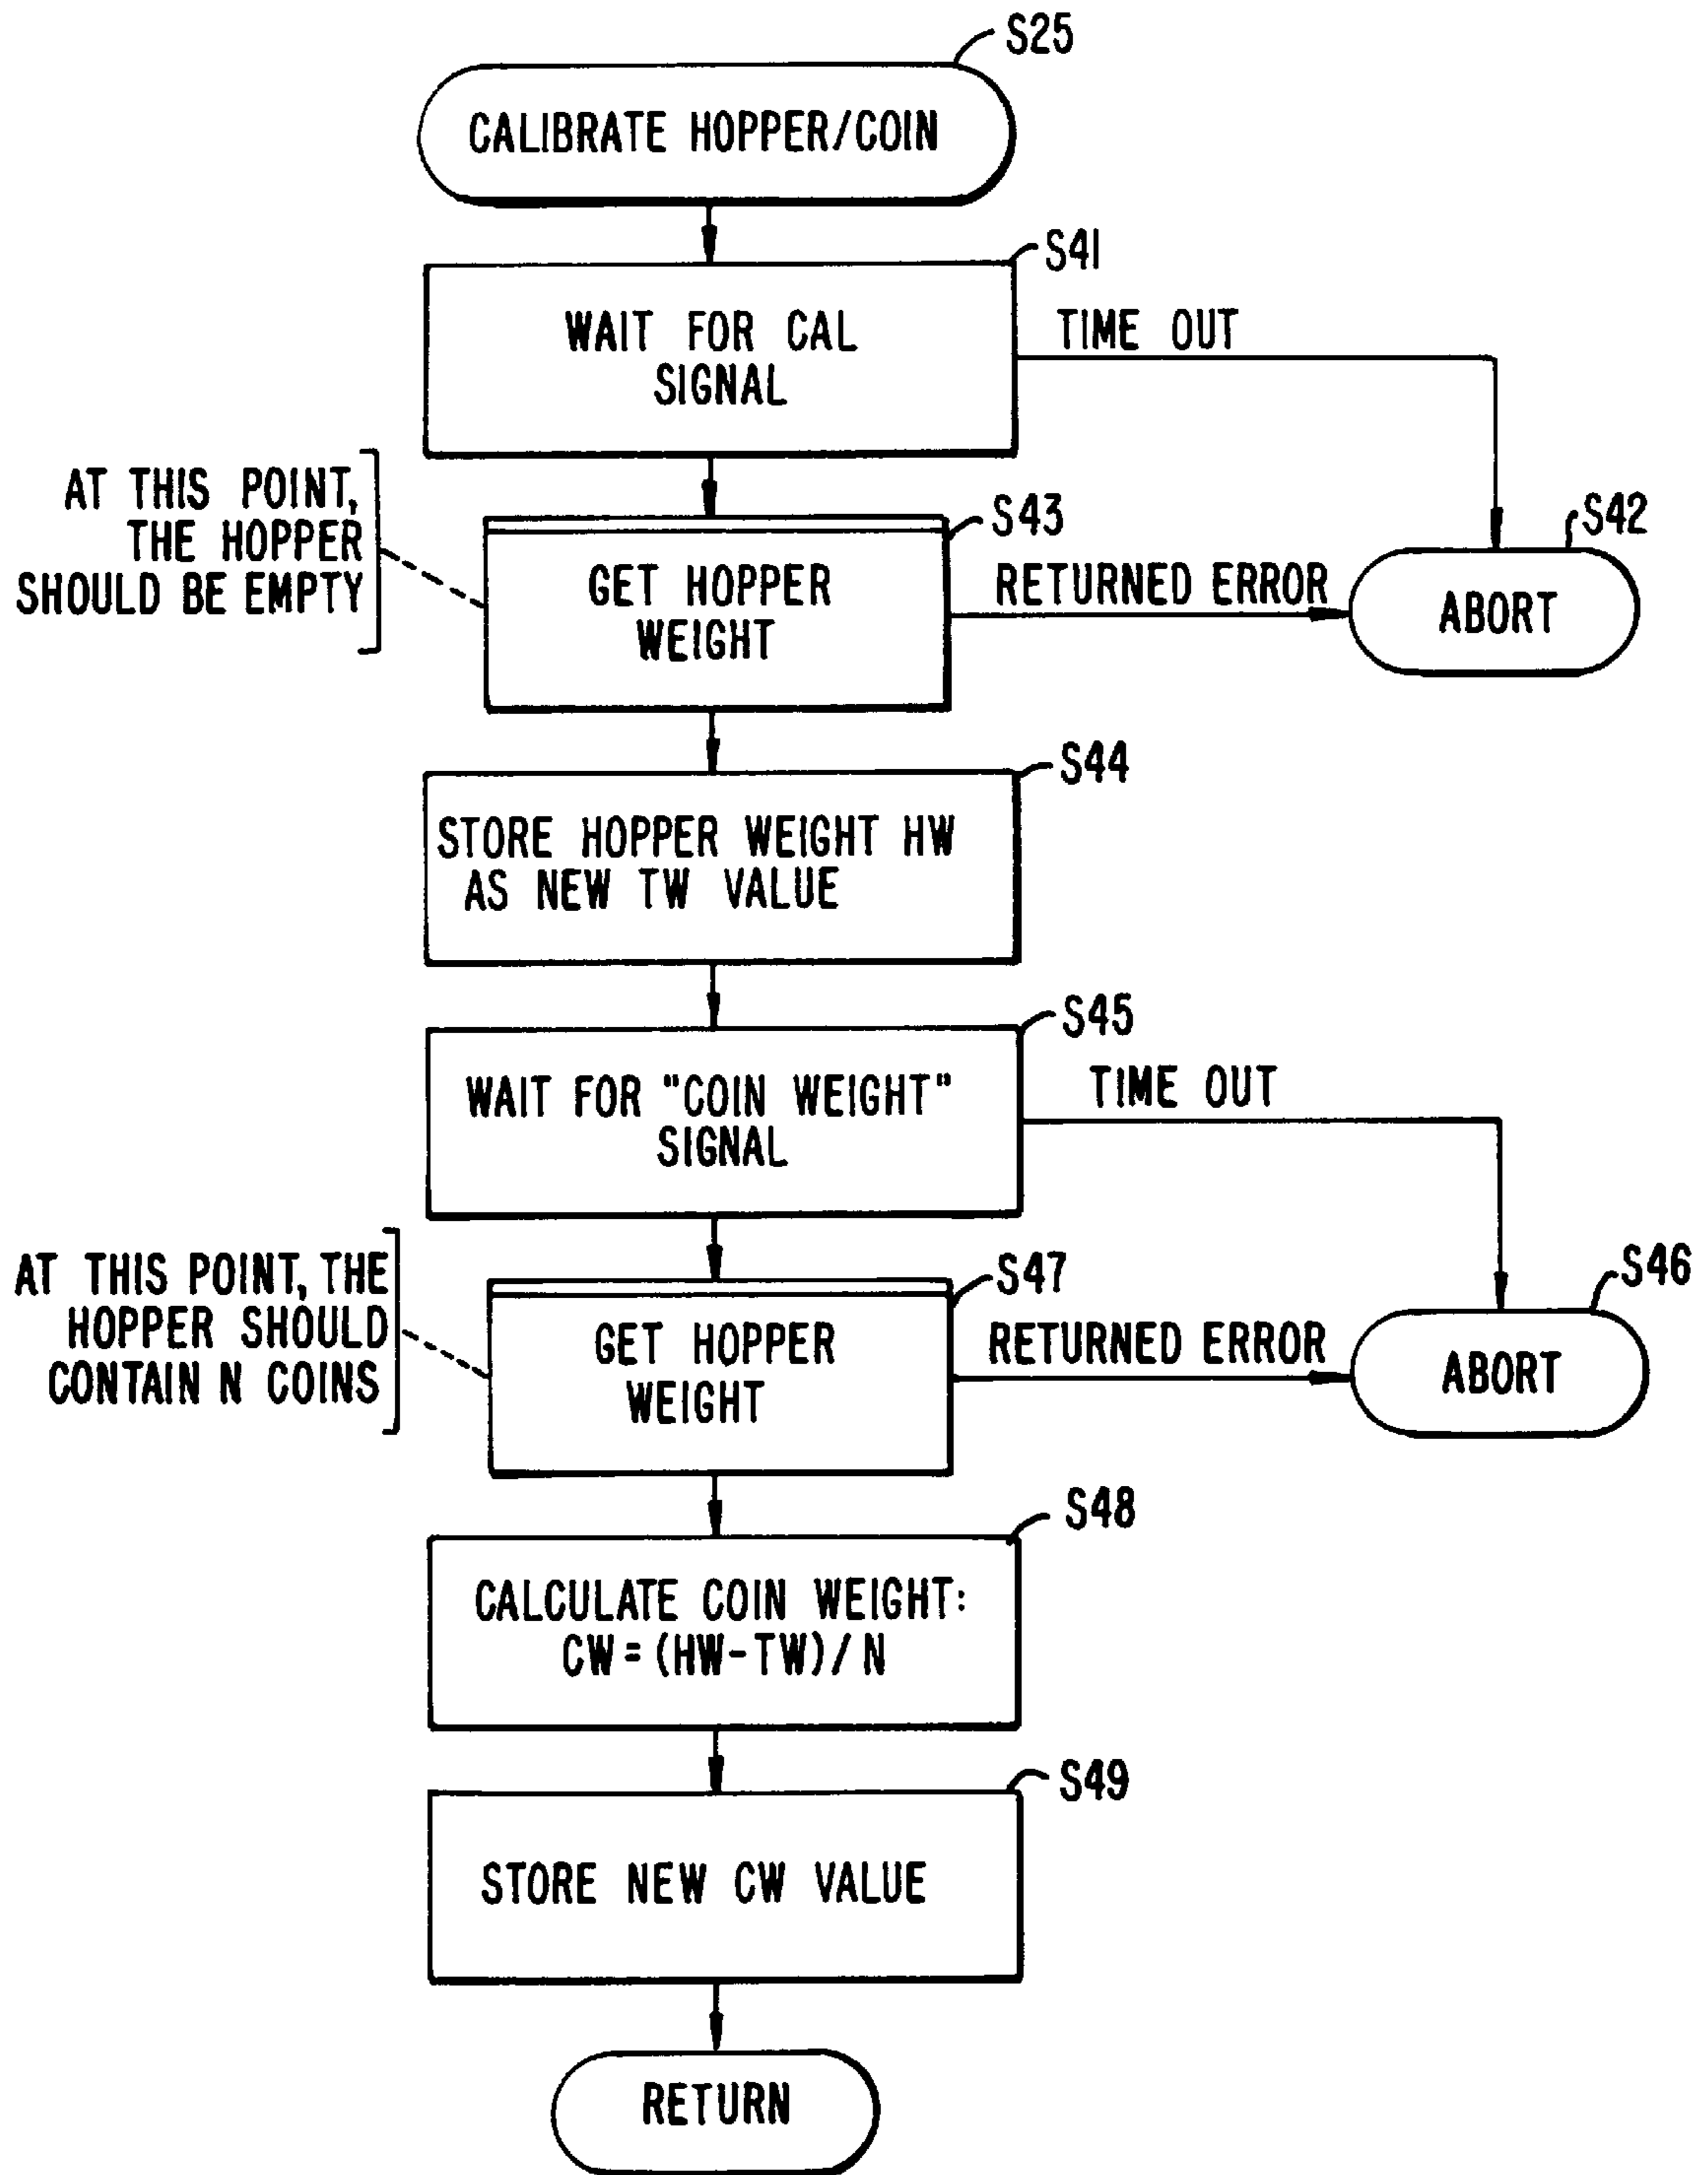 S25
CALIBRATE HOPPER/COIN
S41
WAIT FOR CAL
SIGNAL
TIME OUT
AT THIS POINT,
THE HOPPER
SHOULD BE EMPTY
S43
GET HOPPER
WEIGHT
RETURNED ERROR
S42
ABORT
S44
STORE HOPPER WEIGHT HW
AS NEW TW VALUE
S45
WAIT FOR "COIN WEIGHT"
SIGNAL
TIME OUT
AT THIS POINT, THE
HOPPER SHOULD
CONTAIN N COINS
S47
GET HOPPER
WEIGHT
RETURNED ERROR
S46
ABORT
S48
CALCULATE COIN WEIGHT:
CW=(HW-TW)/N
S49
STORE NEW CW VALUE
RETURN